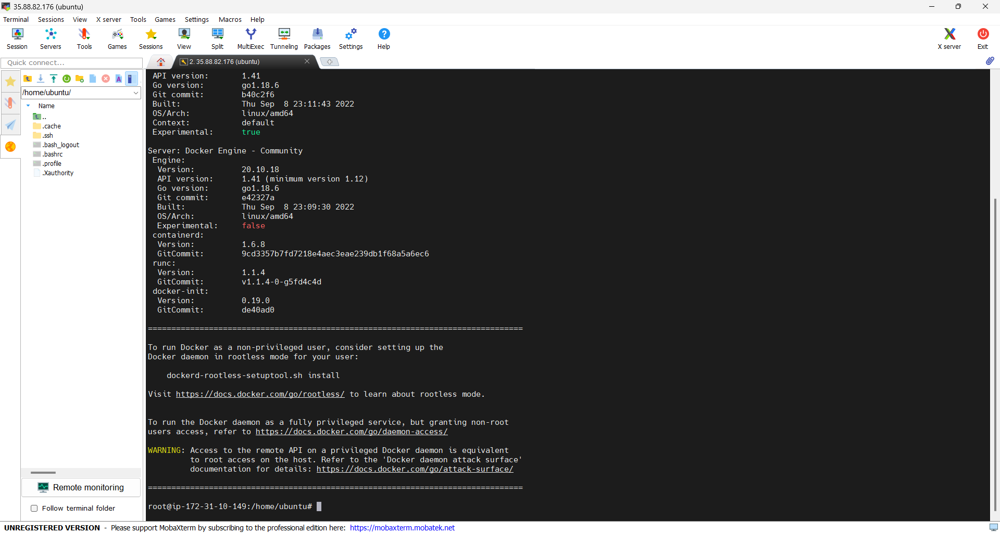 35.88.82.176 (ubuntu)
Terminal Sessions View X server Tools Games Settings Macros Help
Session Servers Tools Games Sessions View Split MultiExec Tunneling Packages Settings Help X server Exit
Quick connect...
2. 35.88.82.176 (ubuntu)
/home/ubuntu/
Name
..
.cache
.ssh
.bash_logout
.bashrc
.profile
.Xauthority
Remote monitoring
Follow terminal folder
 API version:       1.41
 Go version:        go1.18.6
 Git commit:        b40c2f6
 Built:             Thu Sep  8 23:11:43 2022
 OS/Arch:           linux/amd64
 Context:           default
 Experimental:      true
Server: Docker Engine - Community
 Engine:
  Version:          20.10.18
  API version:      1.41 (minimum version 1.12)
  Go version:       go1.18.6
  Git commit:       e42327a
  Built:            Thu Sep  8 23:09:30 2022
  OS/Arch:          linux/amd64
  Experimental:     false
 containerd:
  Version:          1.6.8
  GitCommit:        9cd3357b7fd7218e4aec3eae239db1f68a5a6ec6
 runc:
  Version:          1.1.4
  GitCommit:        v1.1.4-0-g5fd4c4d
 docker-init:
  Version:          0.19.0
  GitCommit:        de40ad0
================================================================================
To run Docker as a non-privileged user, consider setting up the
Docker daemon in rootless mode for your user:
    dockerd-rootless-setuptool.sh install
Visit https://docs.docker.com/go/rootless/ to learn about rootless mode.
To run the Docker daemon as a fully privileged service, but granting non-root
users access, refer to https://docs.docker.com/go/daemon-access/
WARNING: Access to the remote API on a privileged Docker daemon is equivalent
         to root access on the host. Refer to the 'Docker daemon attack surface'
         documentation for details: https://docs.docker.com/go/attack-surface/
================================================================================
root@ip-172-31-10-149:/home/ubuntu#
UNREGISTERED VERSION - Please support MobaXterm by subscribing to the professional edition here: https://mobaxterm.mobatek.net